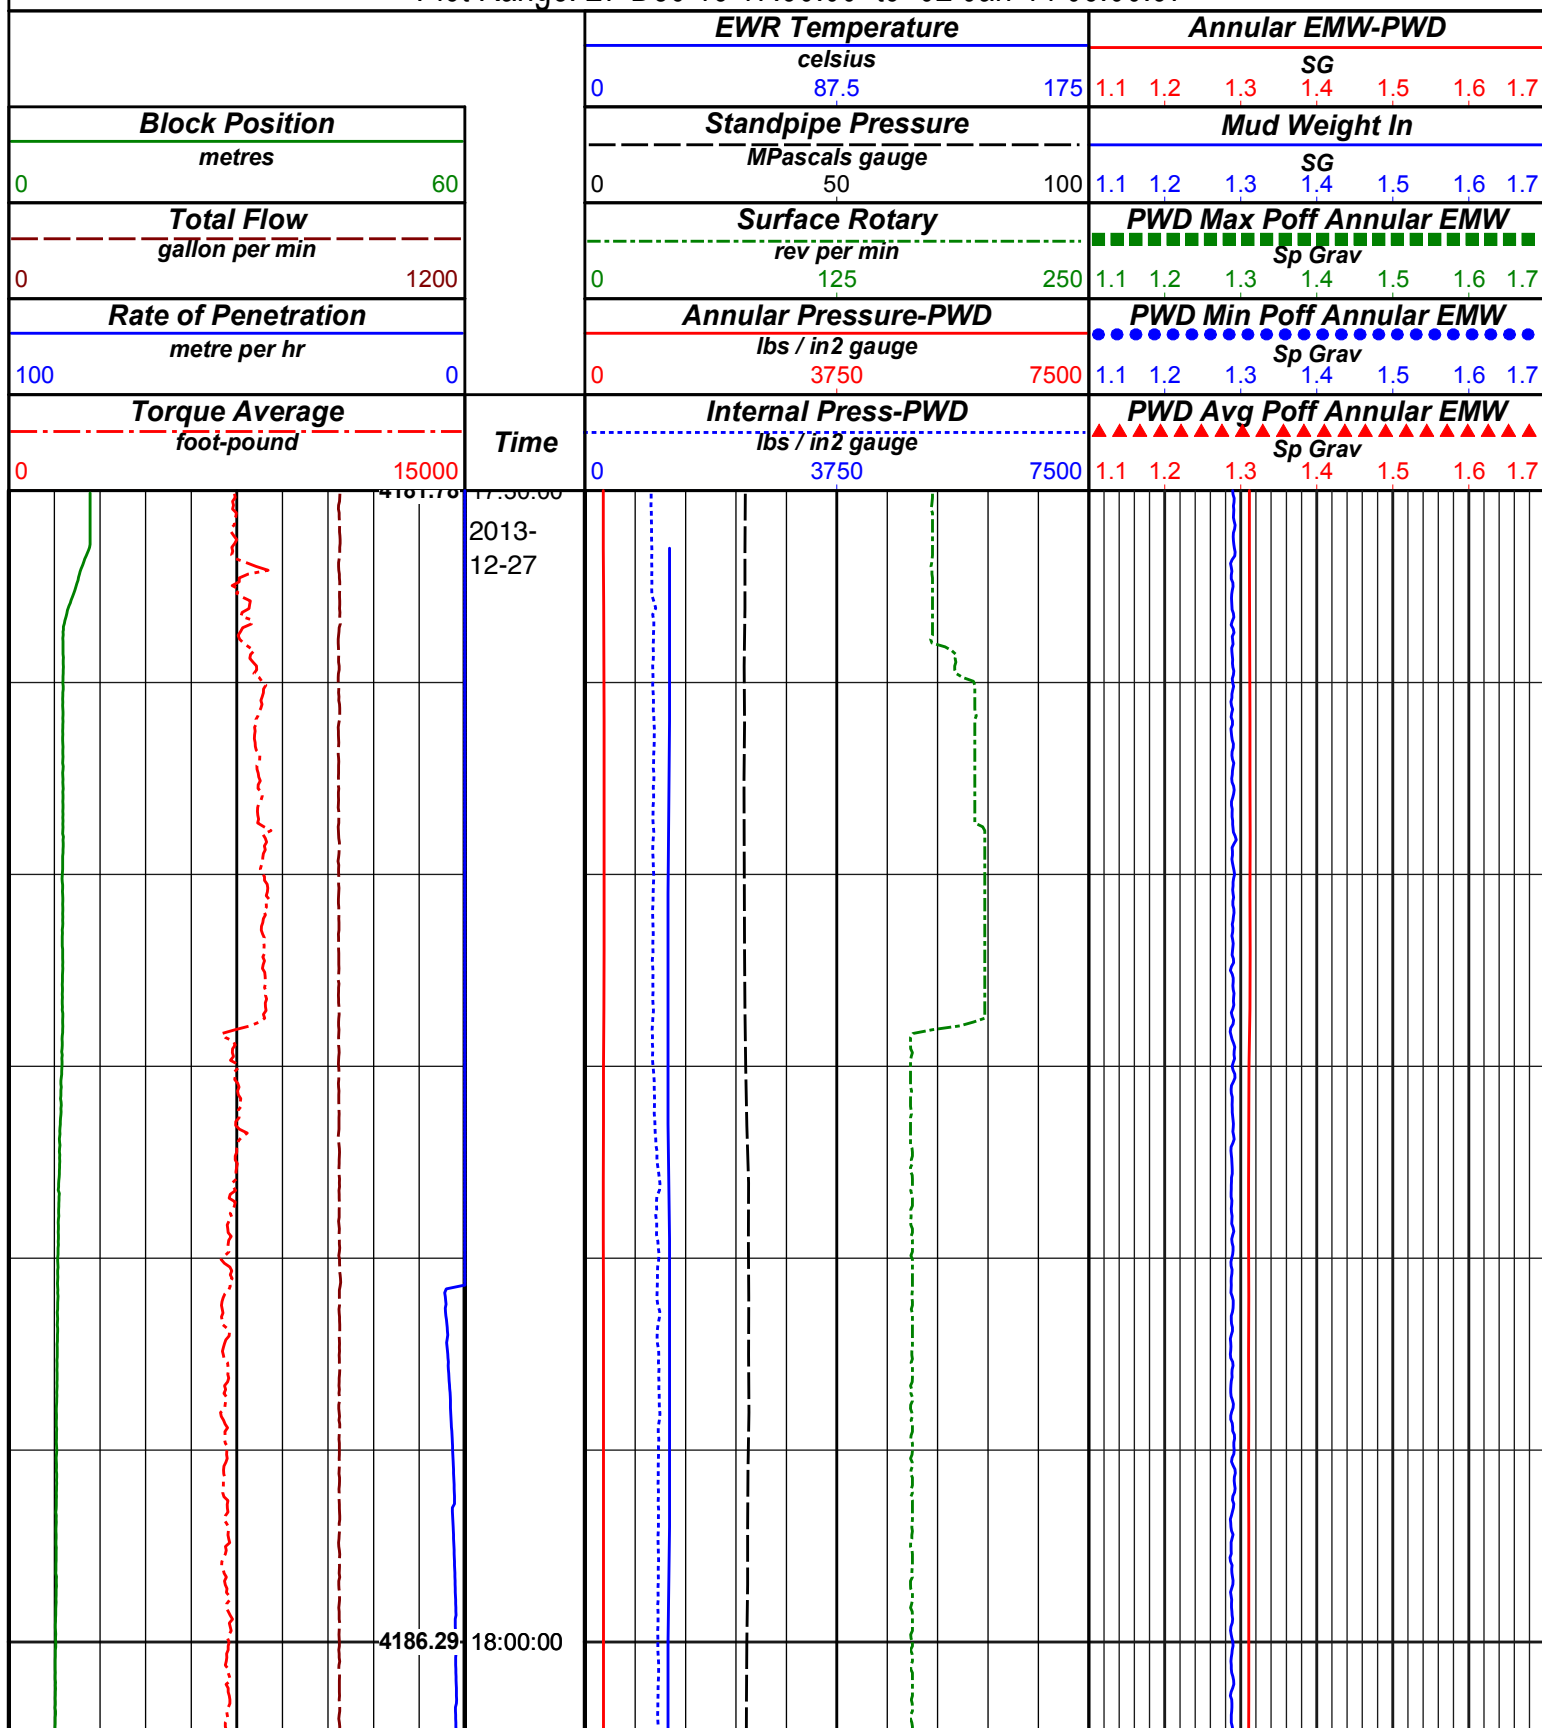 EWR Temperature
celsius
0 87.5 175
Annular EMW-PWD
SG
1.1 1.2 1.3 1.4 1.5 1.6 1.7
Block Position
metres
0 60
Standpipe Pressure
MPascals gauge
0 50 100
Mud Weight In
SG
1.1 1.2 1.3 1.4 1.5 1.6 1.7
Total Flow
gallon per min
0 1200
Surface Rotary
rev per min
0 125 250
PWD Max Poff Annular EMW
Sp Grav
1.1 1.2 1.3 1.4 1.5 1.6 1.7
Rate of Penetration
metre per hr
100 0
Annular Pressure-PWD
lbs / in2 gauge
0 3750 7500
PWD Min Poff Annular EMW
Sp Grav
1.1 1.2 1.3 1.4 1.5 1.6 1.7
Torque Average
foot-pound
0 15000
Time
Internal Press-PWD
lbs / in2 gauge
0 3750 7500
PWD Avg Poff Annular EMW
Sp Grav
1.1 1.2 1.3 1.4 1.5 1.6 1.7
4181.78 17:30:00
2013-
12-27
4186.29 18:00:00